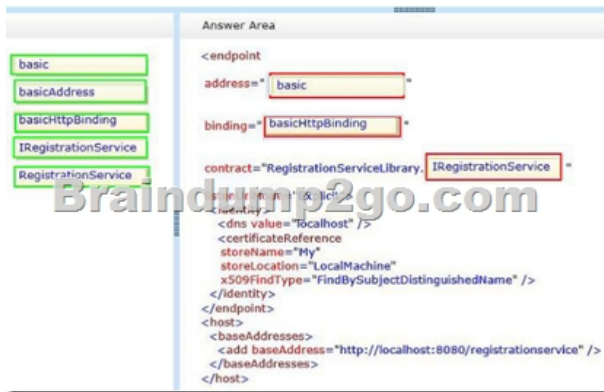 Answer Area
basic
basicAddress
basicHttpBinding
IRegistrationService
RegistrationService
<endpoint
address=" basic "
binding=" basicHttpBinding "
contract="RegistrationServiceLibrary. IRegistrationService "
Braindump2go.com
<identity>
<dns value="localhost" />
<certificateReference
storeName="My"
storeLocation="LocalMachine"
x509FindType="FindBySubjectDistinguishedName" />
</identity>
</endpoint>
<host>
<baseAddresses>
<add baseAddress="http://localhost:8080/registrationservice" />
</baseAddresses>
</host>